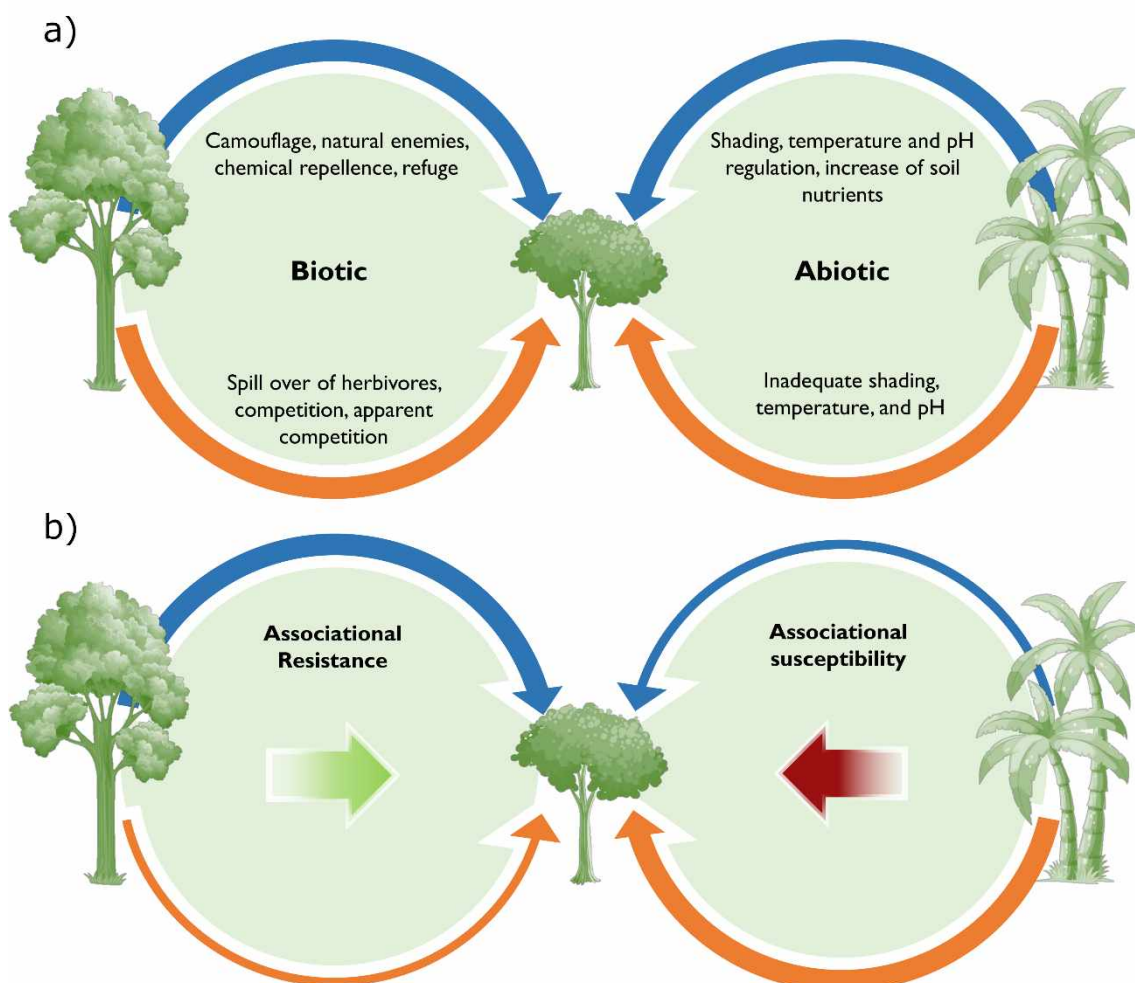 a)
Camouflage, natural enemies,
chemical repellence, refuge
Biotic
Spill over of herbivores,
competition, apparent
competition
Shading, temperature and pH
regulation, increase of soil
nutrients
Abiotic
Inadequate shading,
temperature, and pH
b)
Associational
Resistance
Associational
susceptibility